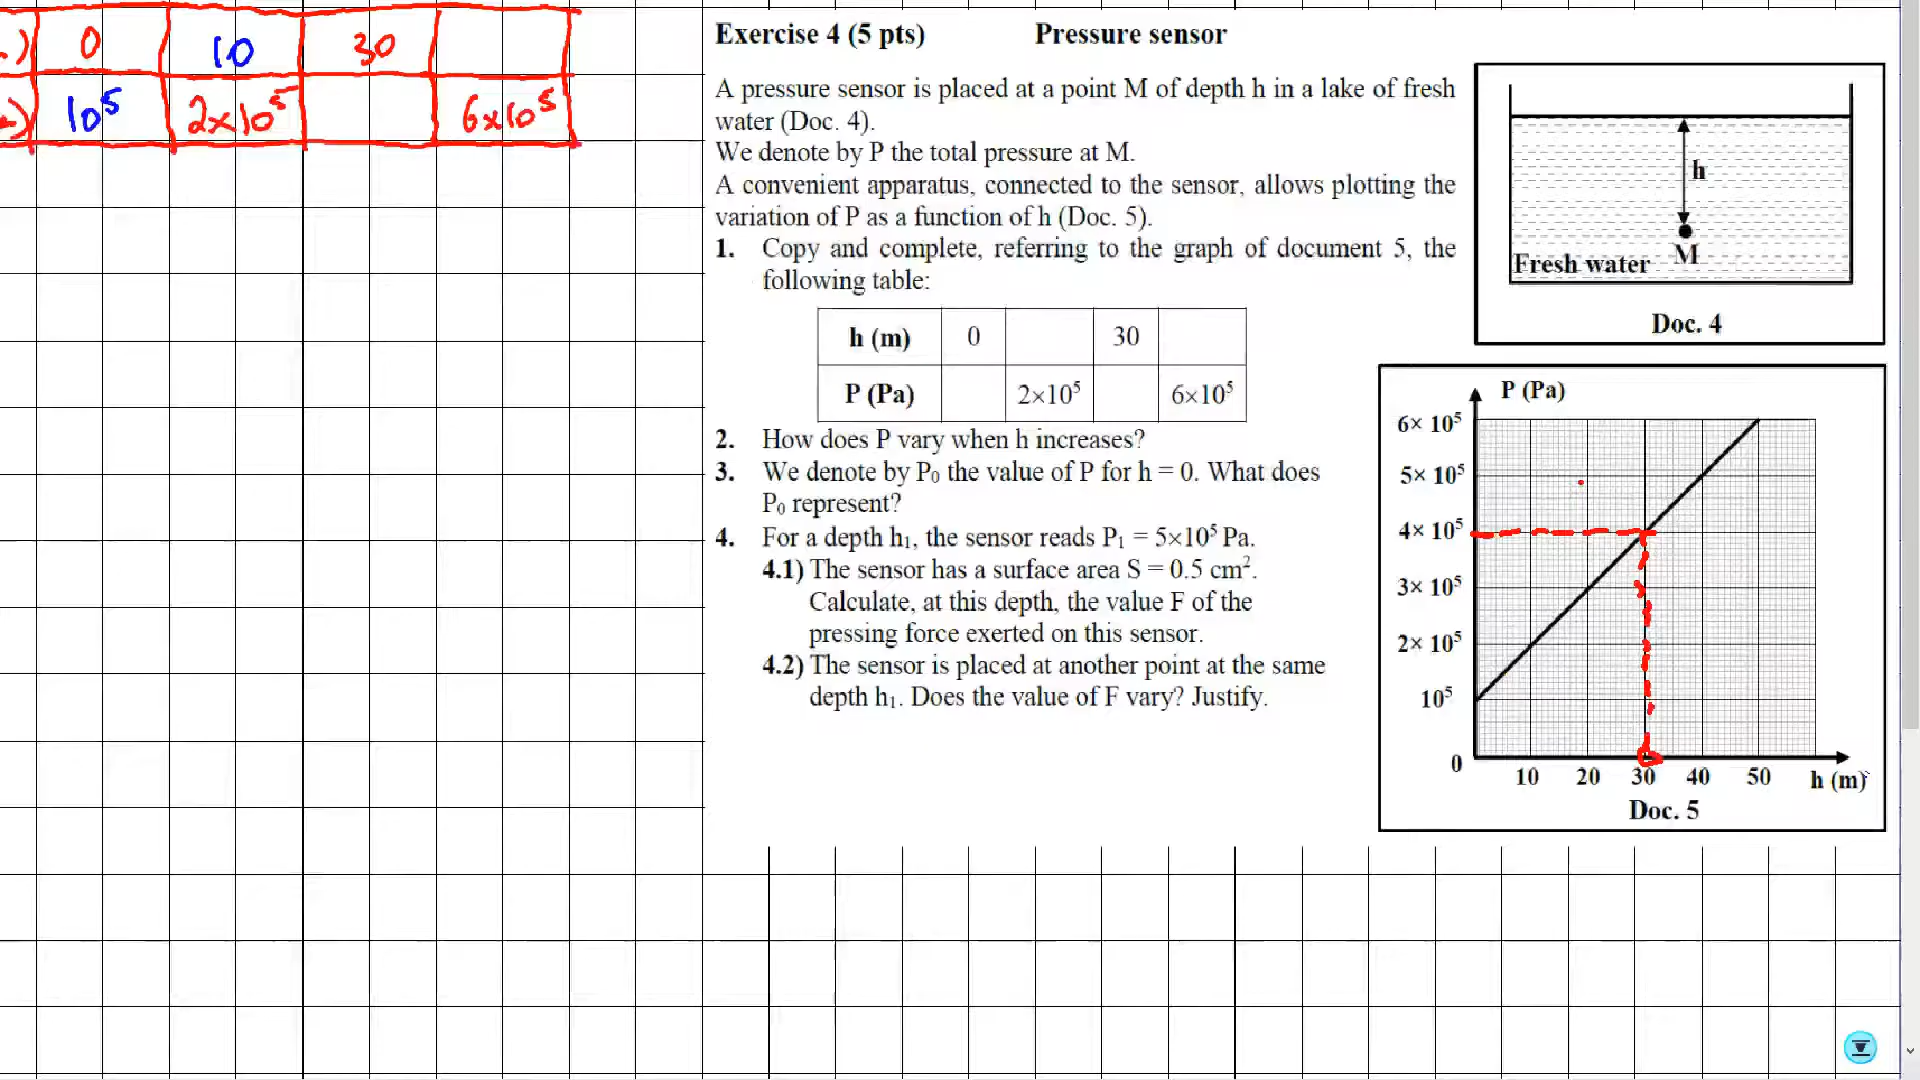 ) 0 10 30
) 10⁵ 2×10⁵ 6×10⁵
Exercise 4 (5 pts) Pressure sensor
A pressure sensor is placed at a point M of depth h in a lake of fresh
water (Doc. 4).
We denote by P the total pressure at M.
A convenient apparatus, connected to the sensor, allows plotting the
variation of P as a function of h (Doc. 5).
1. Copy and complete, referring to the graph of document 5, the
following table:
h (m) 0 30
P (Pa) 2×10⁵ 6×10⁵
2. How does P vary when h increases?
3. We denote by P₀ the value of P for h = 0. What does
P₀ represent?
4. For a depth h₁, the sensor reads P₁ = 5×10⁵ Pa.
4.1) The sensor has a surface area S = 0.5 cm².
Calculate, at this depth, the value F of the
pressing force exerted on this sensor.
4.2) The sensor is placed at another point at the same
depth h₁. Does the value of F vary? Justify.
h
M
Fresh water
Doc. 4
P (Pa)
6× 10⁵
5× 10⁵
4× 10⁵
3× 10⁵
2× 10⁵
10⁵
0
10 20 30 40 50 h (m)
Doc. 5